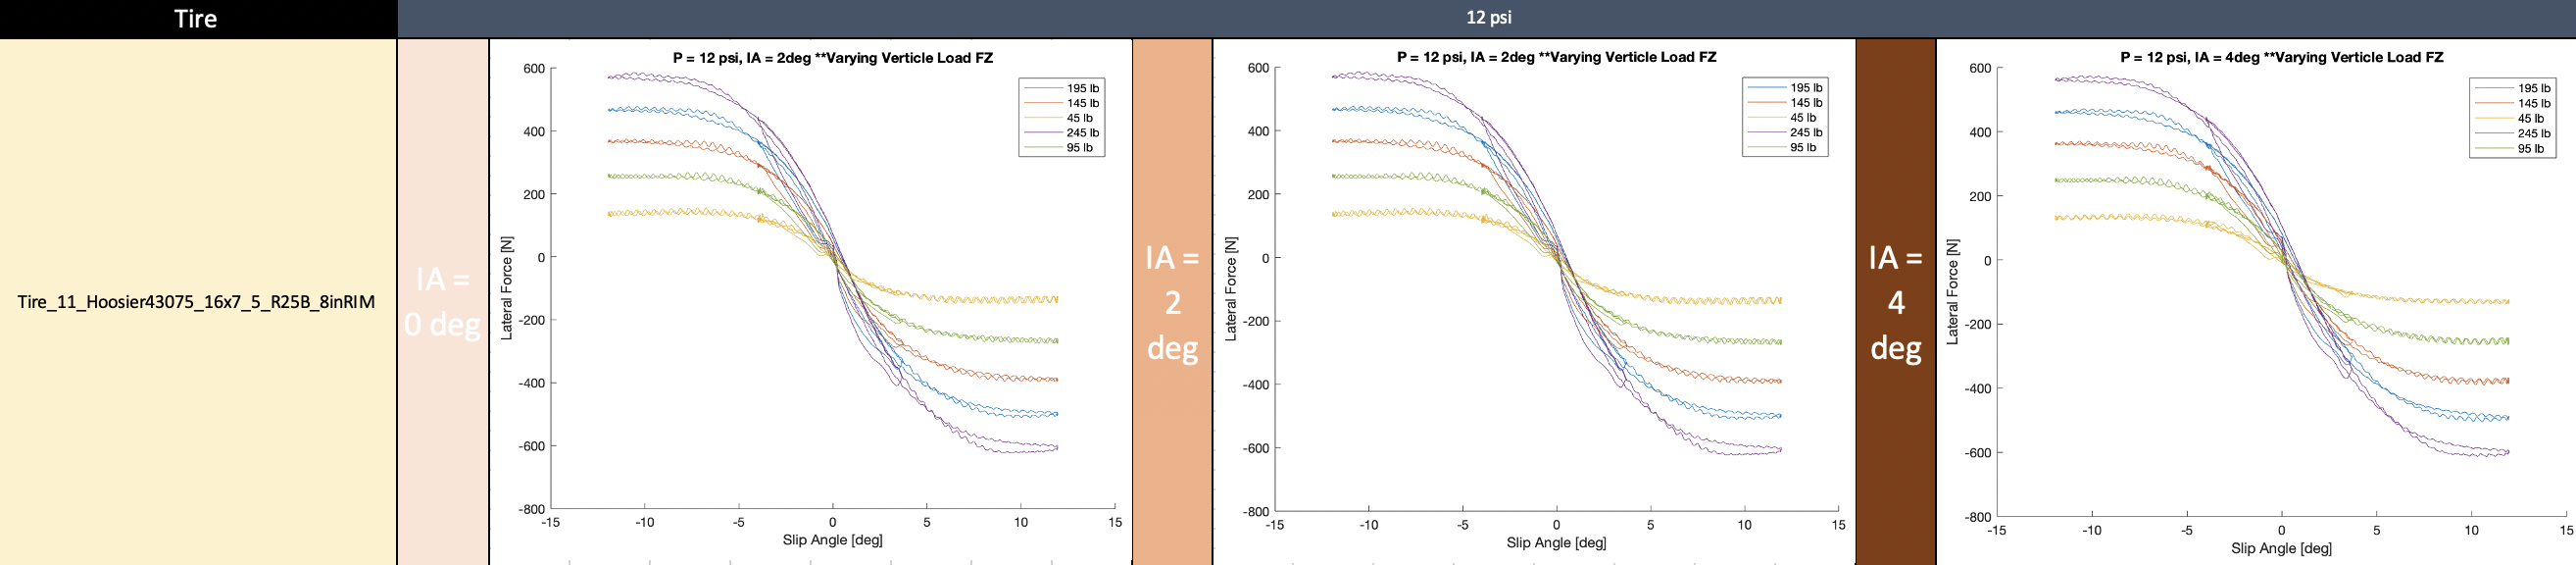 Tire
12 psi
Tire_11_Hoosier43075_16x7_5_R25B_8inRIM
IA =
0 deg
P = 12 psi, IA = 2deg **Varying Verticle Load FZ
195 lb
145 lb
45 lb
245 lb
95 lb
Lateral Force [N]
600
400
200
0
-200
-400
-600
-800
-15
-10
-5
0
5
10
15
Slip Angle [deg]
IA =
2
deg
P = 12 psi, IA = 2deg **Varying Verticle Load FZ
195 lb
145 lb
45 lb
245 lb
95 lb
Lateral Force [N]
600
400
200
0
-200
-400
-600
-800
-15
-10
-5
0
5
10
15
Slip Angle [deg]
IA =
4
deg
P = 12 psi, IA = 4deg **Varying Verticle Load FZ
195 lb
145 lb
45 lb
245 lb
95 lb
Lateral Force [N]
600
400
200
0
-200
-400
-600
-800
-15
-10
-5
0
5
10
15
Slip Angle [deg]